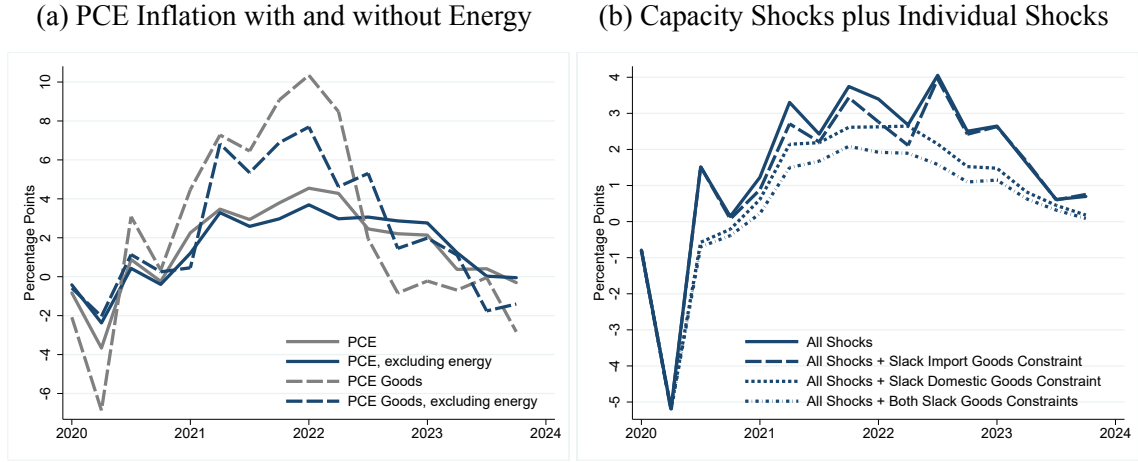 (a) PCE Inflation with and without Energy
Percentage Points
10
8
6
4
2
0
-2
-4
-6
2020 2021 2022 2023 2024
PCE
PCE, excluding energy
PCE Goods
PCE Goods, excluding energy
(b) Capacity Shocks plus Individual Shocks
Percentage Points
4
3
2
1
0
-1
-2
-3
-4
-5
2020 2021 2022 2023 2024
All Shocks
All Shocks + Slack Import Goods Constraint
All Shocks + Slack Domestic Goods Constraint
All Shocks + Both Slack Goods Constraints